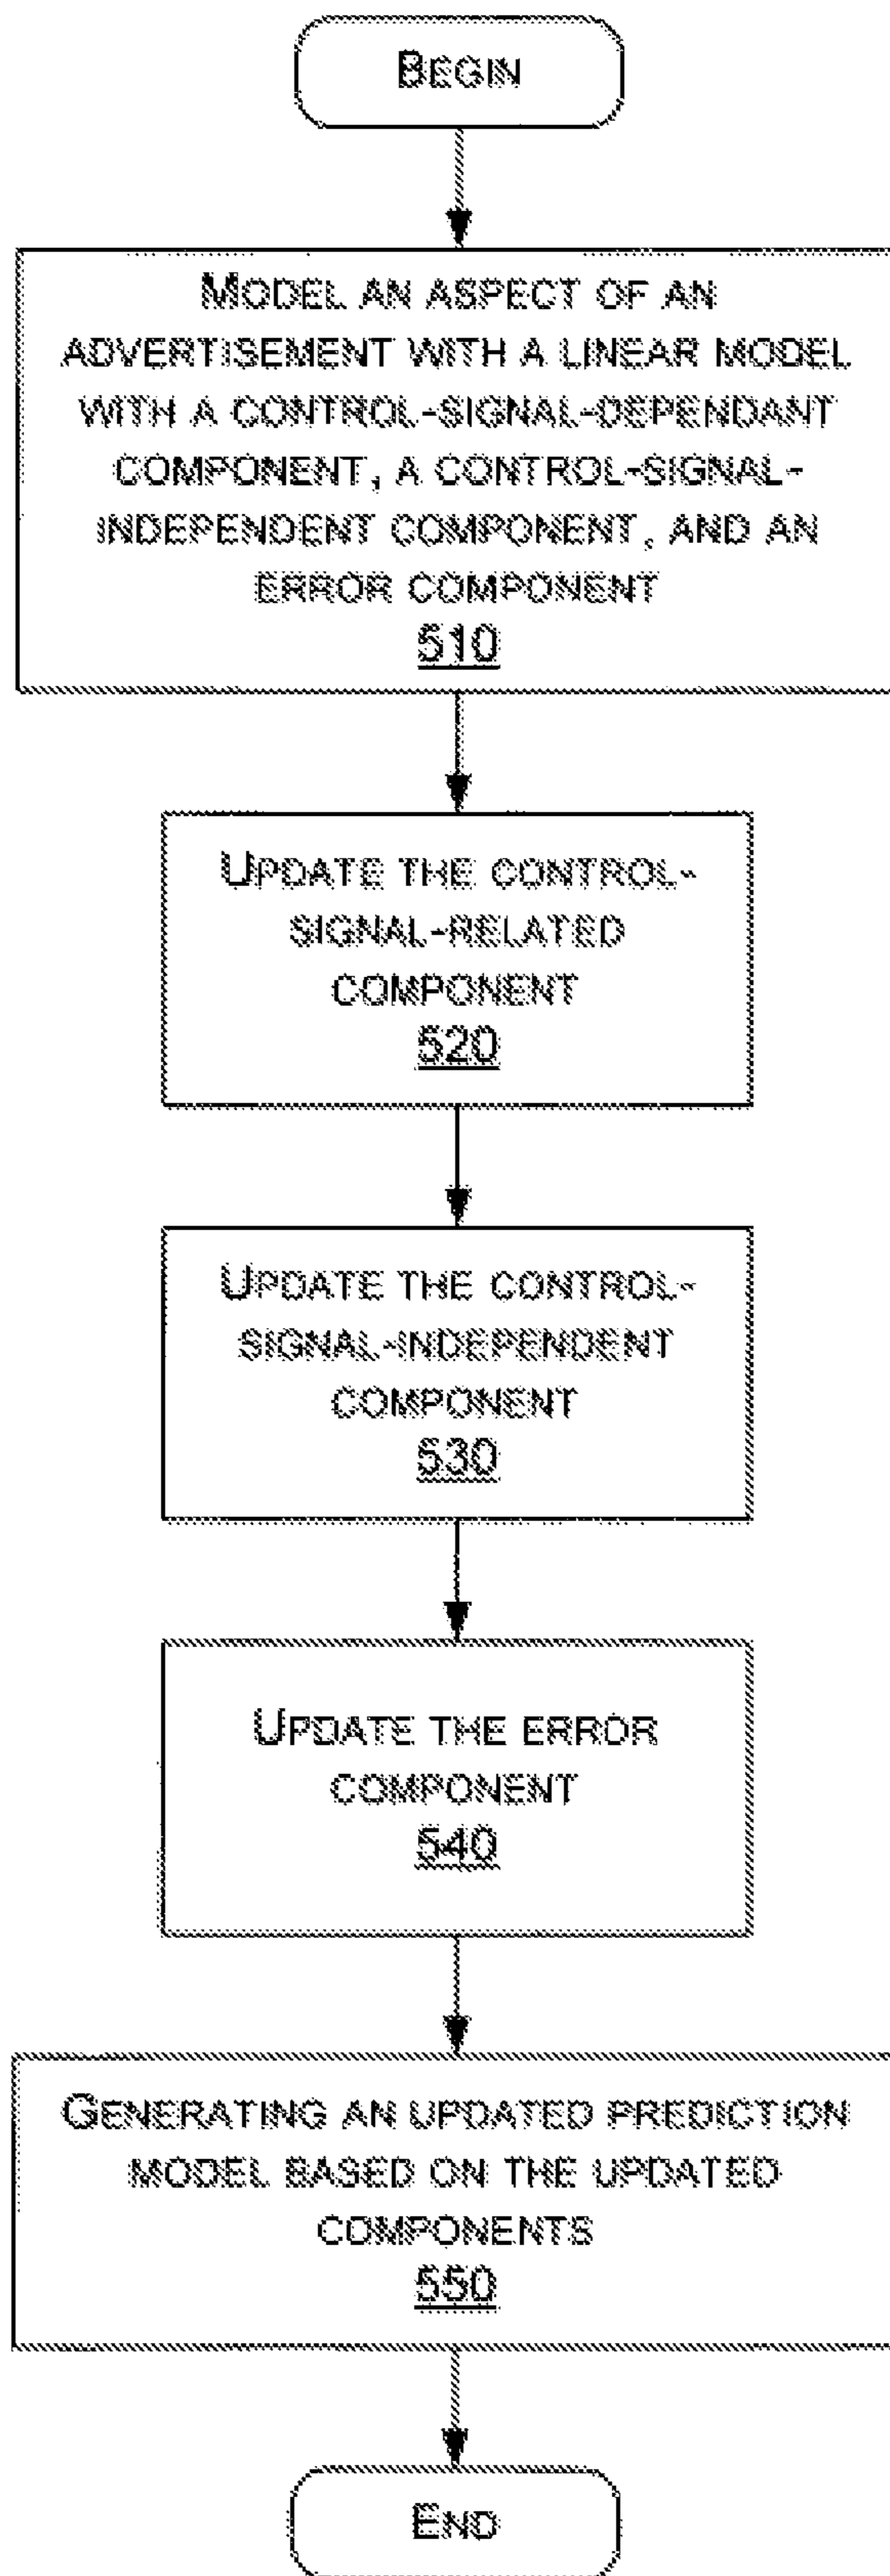 BEGIN
MODEL AN ASPECT OF AN
ADVERTISEMENT WITH A LINEAR MODEL
WITH A CONTROL-SIGNAL-DEPENDANT
COMPONENT, A CONTROL-SIGNAL-
INDEPENDENT COMPONENT, AND AN
ERROR COMPONENT
510
UPDATE THE CONTROL-
SIGNAL-RELATED
COMPONENT
520
UPDATE THE CONTROL-
SIGNAL-INDEPENDENT
COMPONENT
530
UPDATE THE ERROR
COMPONENT
540
GENERATING AN UPDATED PREDICTION
MODEL BASED ON THE UPDATED
COMPONENTS
550
END